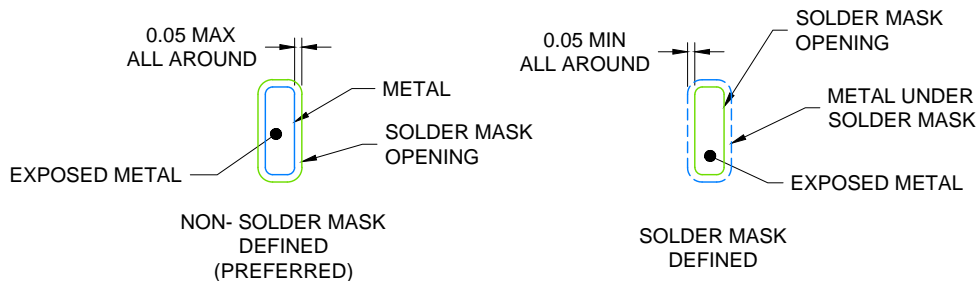 0.05 MAX
ALL AROUND
METAL
SOLDER MASK
OPENING
EXPOSED METAL
NON- SOLDER MASK
DEFINED
(PREFERRED)
0.05 MIN
ALL AROUND
SOLDER MASK
OPENING
METAL UNDER
SOLDER MASK
EXPOSED METAL
SOLDER MASK
DEFINED